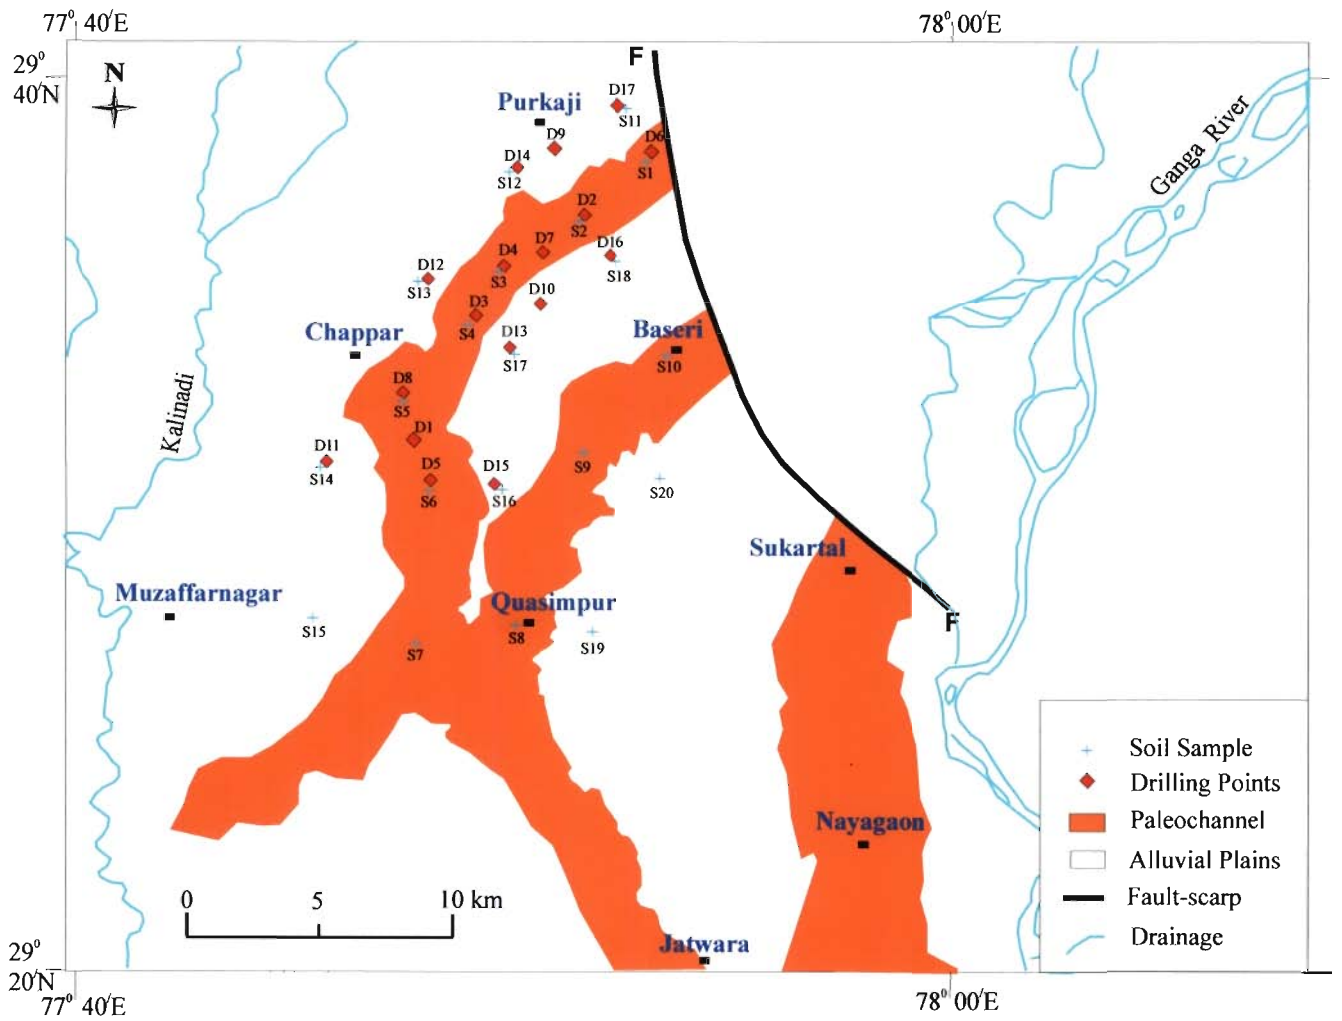 77° 40′E
78° 00′E
29°
40′N
N
F
D17
S11
Purkaji
D9
D6
S1
D14
S12
Ganga River
D2
S2
D7
D16
S18
D4
S3
D12
S13
D10
D3
S4
D13
S17
Chappar
Baseri
S10
D8
S5
Kalinadi
D1
D11
S14
D5
S6
D15
S16
S9
S20
Sukartal
Muzaffarnagar
Quasimpur
F
S15
S8
S19
S7
Nayagaon
Soil Sample
Drilling Points
Paleochannel
Alluvial Plains
Fault-scarp
Drainage
0 5 10 km
Jatwara
29°
20′N
77° 40′E
78° 00′E